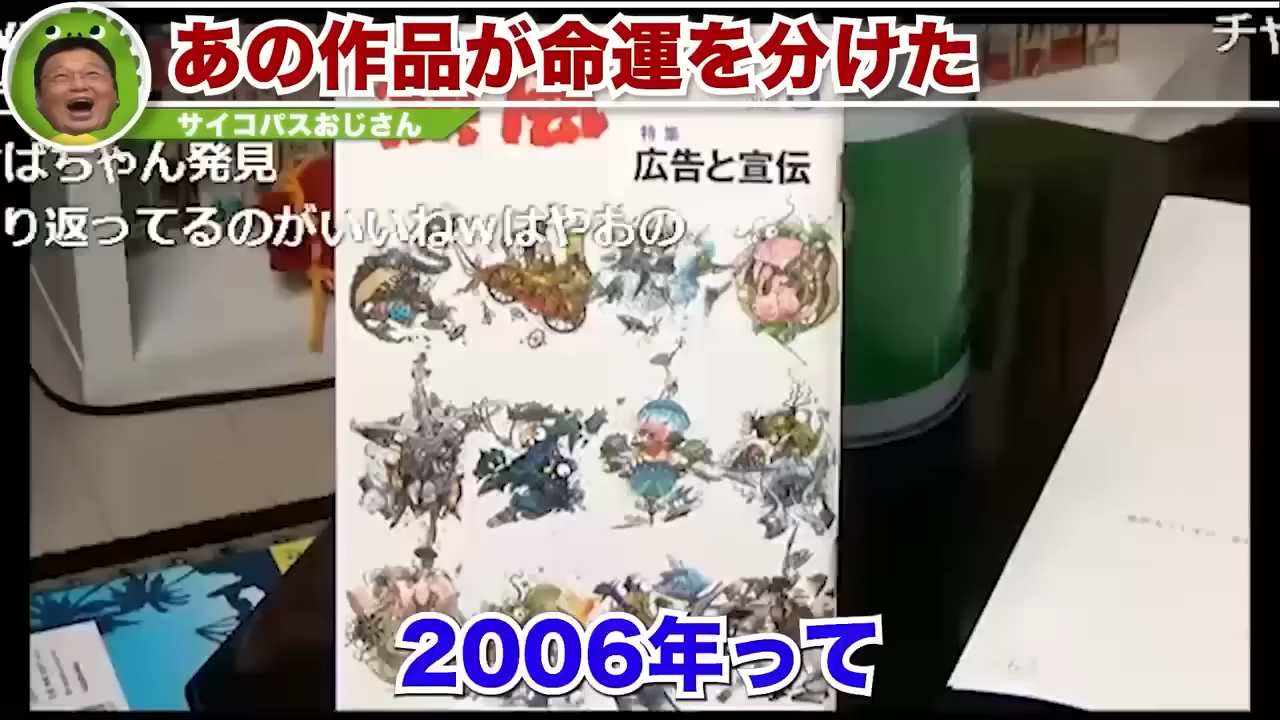 あの作品が命運を分けた
チャ
サイコパスおじさん
ばちゃん発見
り返ってるのがいいねwはやおの
特集
広告と宣伝
2006年って